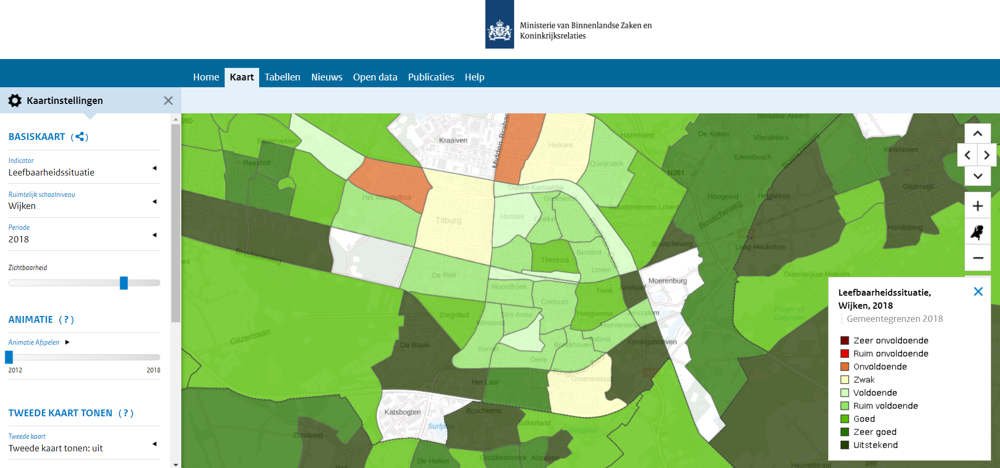 Ministerie van Binnenlandse Zaken en
Koninkrijksrelaties
Home Kaart Tabellen Nieuws Open data Publicaties Help
Kaartinstellingen
BASISKAART ( )
Indicator
Leefbaarheidssituatie
Ruimtelijk schaalniveau
Wijken
Periode
2018
Zichtbaarheid
ANIMATIE ( ? )
Animatie Afspelen
2012 2018
TWEEDE KAART TONEN ( ? )
Tweede kaart
Tweede kaart tonen: uit
260
Berkelse Akkers
Bijstervelden
Kraaiven
Heikant
Hazennest
De Kraan
Vlierakkers
Bosscheweg
Kerkhoven
Eikenbosch
Reeshof
Quirijnstok
N261
Goirke Kanaaldijk
Oisterwijk
Het Wandelbos
Groeseind
Hoogeind
Heukelom
Industrieterrein Loven
Bosscheweg
Tilburg
Hasselt
Goirke
Hondsberg
Bosscheweg
Laag-Heukelom
Bredaseweg
Theresia
Besterd
Loven
De Reit
Oisterwijkse Hoeven
Moerenburg
Noordhoek
Tivoli
Armhoef
Centrum
Zorgvlied
Sint-Anna
Hoogvenne
Jeruzalem
Bergh- of
Galgeven
Westend
Hoevenseweg
Gilzerbaan
De Blaak
Korvel
Broekhoven
Fatima
Koningshoeven
Oerle
Het Laar
Groenewoud
Katsbogten
Boschkens
Surfplas
Bakertand
Oostplas
Zandeind
De Hellen
Grobbendonck
Abcoven
Heuvelstraat
Leefbaarheidssituatie,
Wijken, 2018
Gemeentegrenzen 2018
Zeer onvoldoende
Ruim onvoldoende
Onvoldoende
Zwak
Voldoende
Ruim voldoende
Goed
Zeer goed
Uitstekend